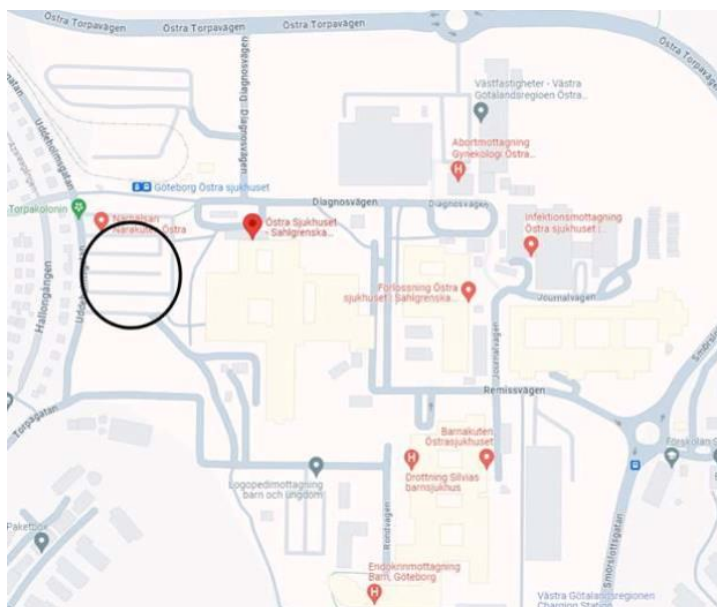 Östra Torpavägen
Östra Torpavägen
Östra Torpavägen
Östra Torpavägen
Diagnosvägen
Diagnosvägen
Uddeholmsgatan
Västfastigheter - Västra
Götalandsregionen Östra...
Abortmottagning
Gynekologi Östra...
Göteborg Östra sjukhuset
Diagnosvägen
Diagnosvägen
Torpakolonin
Närhälsan
Närakuten Östra
Östra Sjukhuset
- Sahlgrenska...
Infektionsmottagning
Östra sjukhuset :...
Hallongången
Förlossning Östra
sjukhuset : Sahlgrenska...
Journalvägen
Journalvägen
Remissvägen
Torpagatan
Barnakuten
Östrasjukhuset
Drottning Silvias
barnsjukhus
Förskolan S
Logopedimottagning
barn och ungdom
Rondvägen
Smörslottsgatan
Paketbox
Endokrinmottagning
Barn, Göteborg
Västra Götalandsregionen
Charging Station